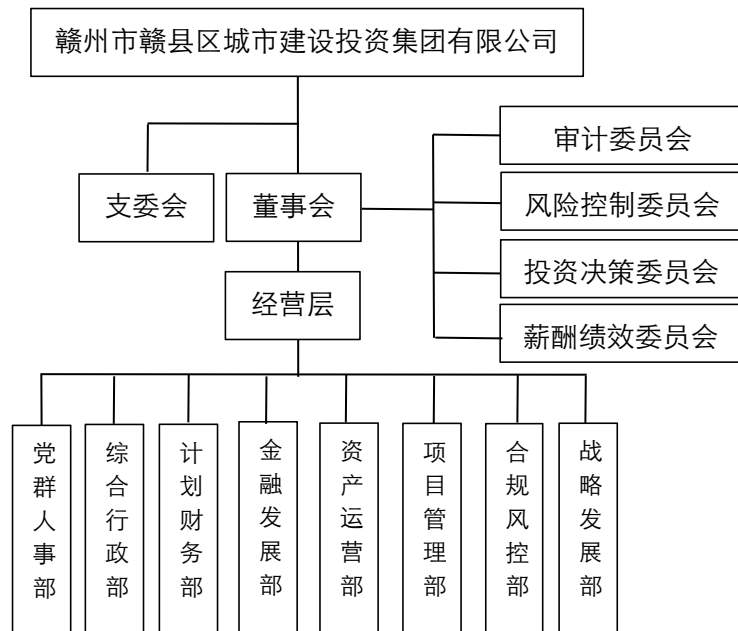 赣州市赣县区城市建设投资集团有限公司
审计委员会
支委会
董事会
风险控制委员会
投资决策委员会
经营层
薪酬绩效委员会
党群人事部
综合行政部
计划财务部
金融发展部
资产运营部
项目管理部
合规风控部
战略发展部